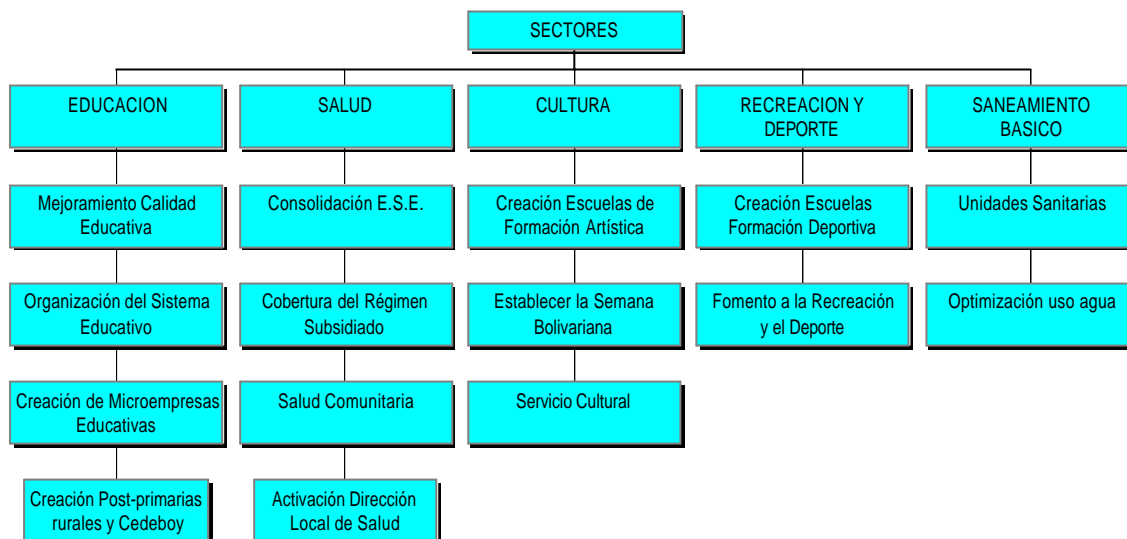 SECTORES
EDUCACION
SALUD
CULTURA
RECREACION Y
DEPORTE
SANEAMIENTO
BASICO
Mejoramiento Calidad
Educativa
Consolidación E.S.E.
Creación Escuelas de
Formación Artística
Creación Escuelas
Formación Deportiva
Unidades Sanitarias
Organización del Sistema
Educativo
Cobertura del Régimen
Subsidiado
Establecer la Semana
Bolivariana
Fomento a la Recreación
y el Deporte
Optimización uso agua
Creación de Microempresas
Educativas
Salud Comunitaria
Servicio Cultural
Creación Post-primarias
rurales y Cedeboy
Activación Dirección
Local de Salud